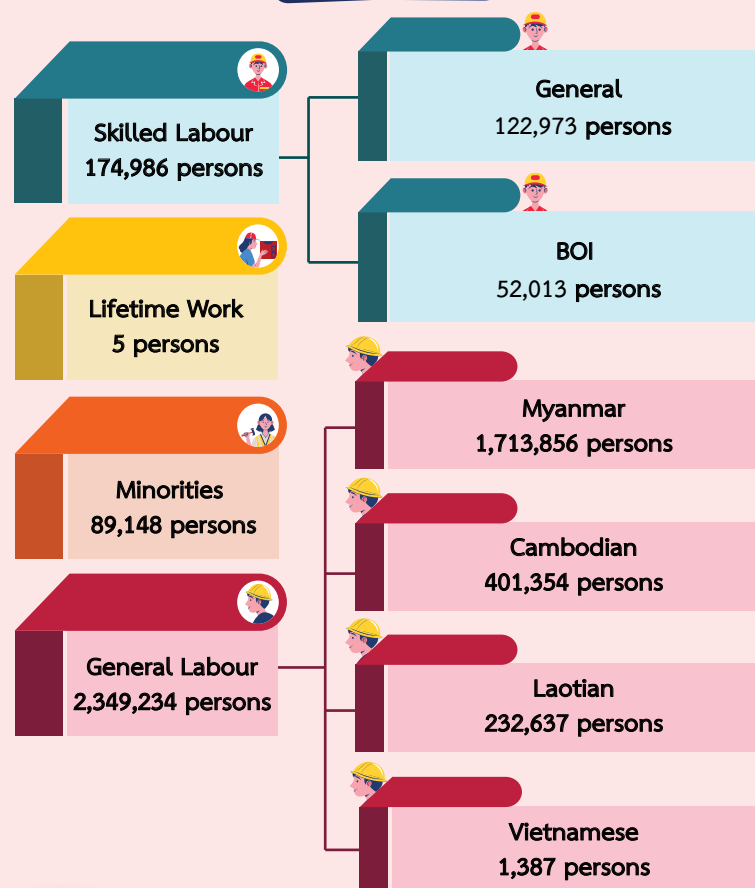 Skilled Labour
174,986 persons
General
122,973 persons
BOI
52,013 persons
Lifetime Work
5 persons
Minorities
89,148 persons
General Labour
2,349,234 persons
Myanmar
1,713,856 persons
Cambodian
401,354 persons
Laotian
232,637 persons
Vietnamese
1,387 persons